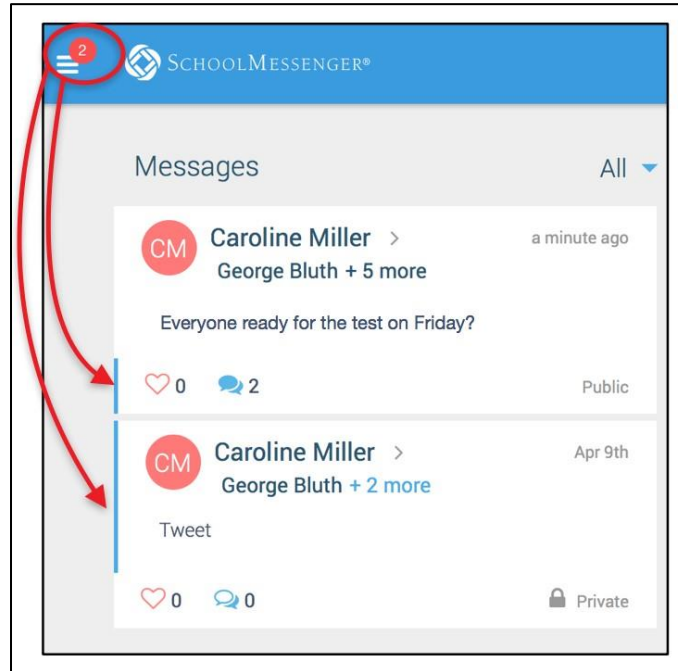 2
SCHOOLMESSENGER®
Messages
All
CM
Caroline Miller >
a minute ago
George Bluth + 5 more
Everyone ready for the test on Friday?
0
2
Public
CM
Caroline Miller >
Apr 9th
George Bluth + 2 more
Tweet
0
0
Private